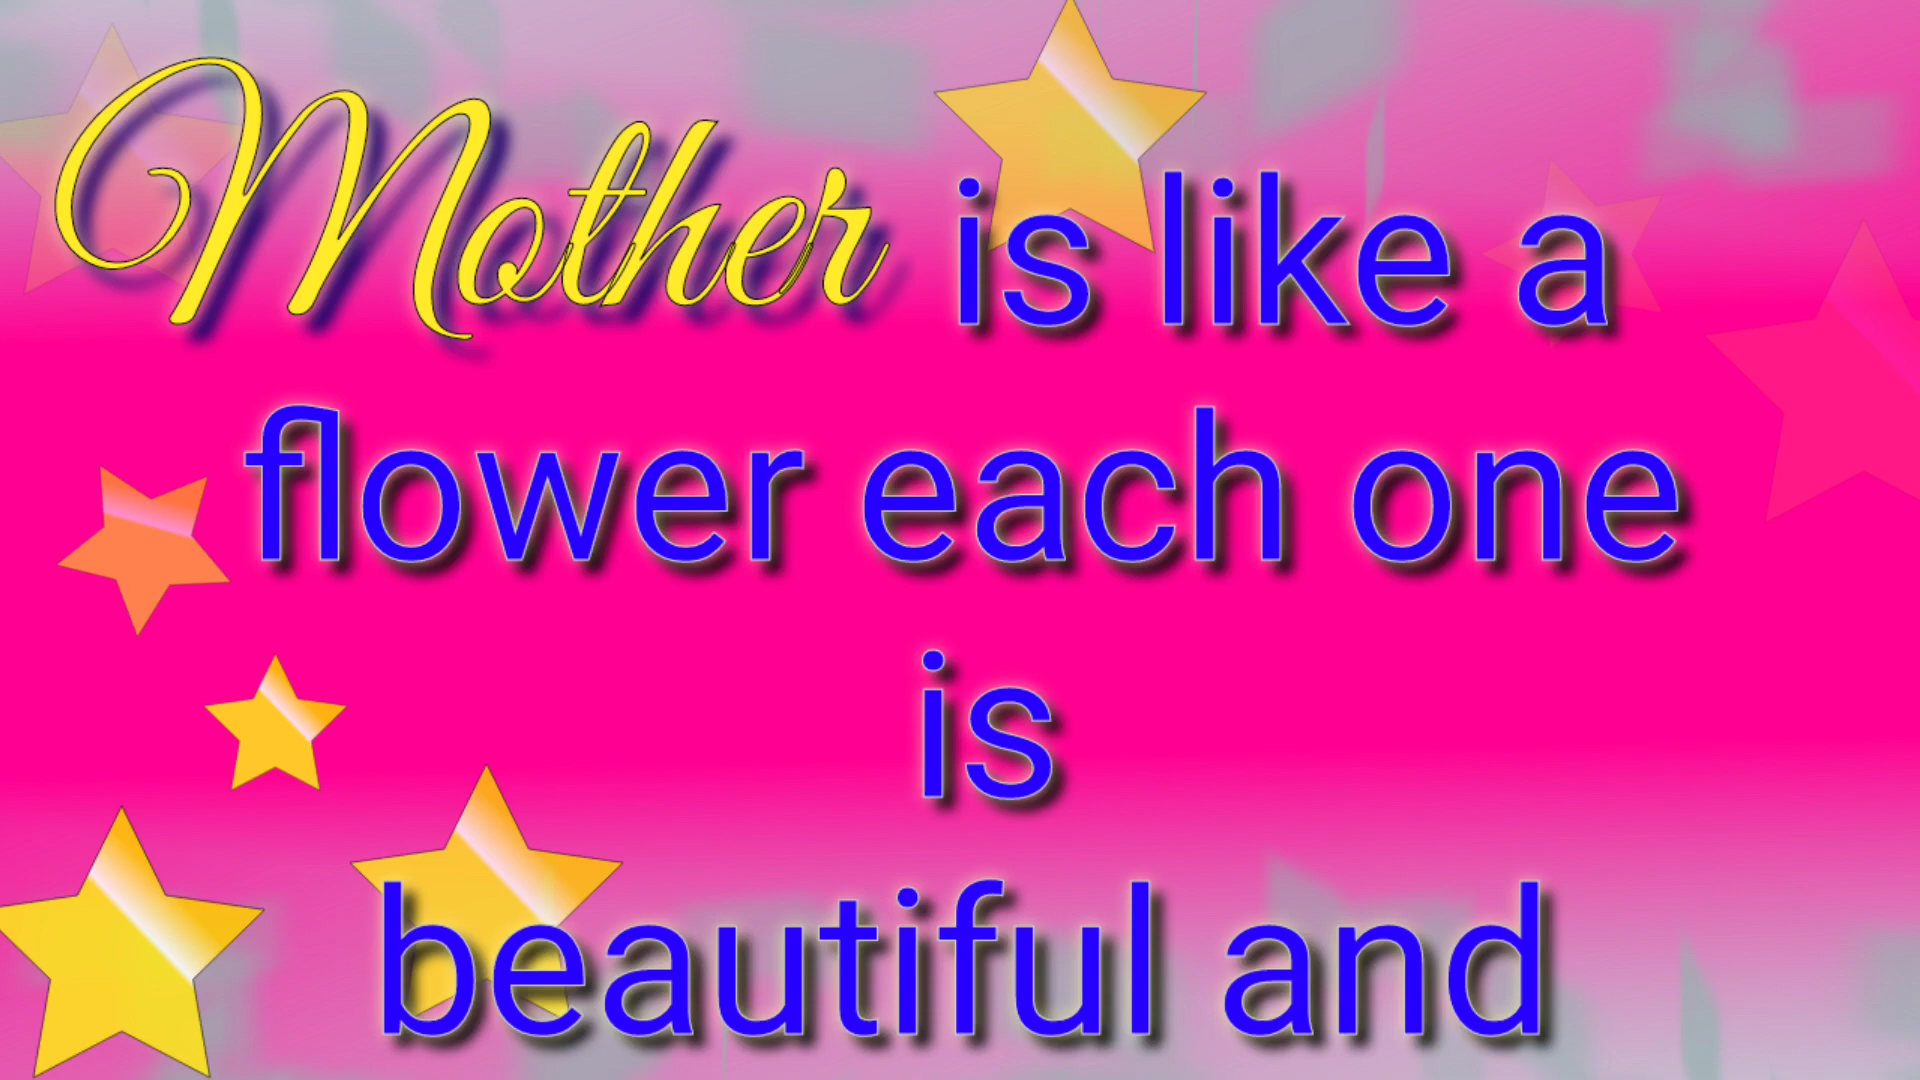 Mother is like a
flower each one
is
beautiful and